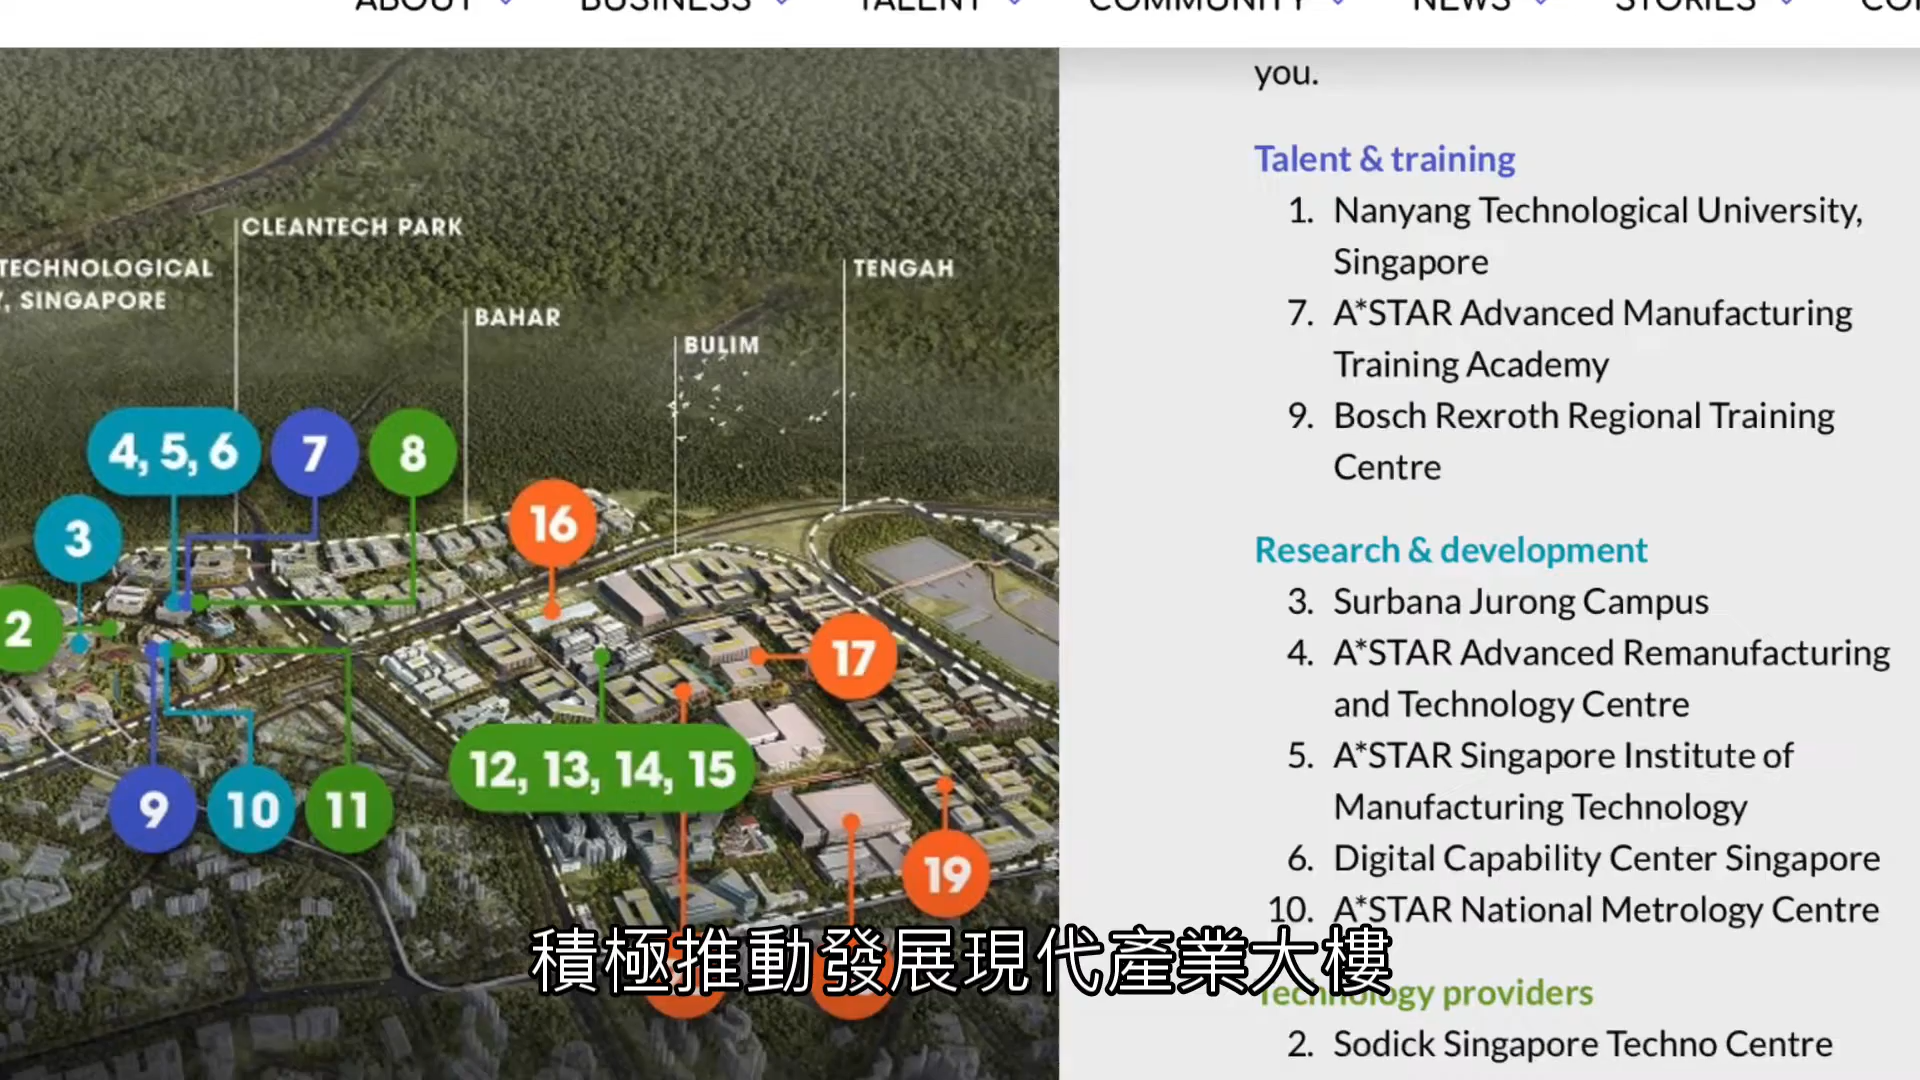 ABOUT BUSINESS TALENT COMMUNITY NEWS STORIES
you.
CLEANTECH PARK
TECHNOLOGICAL
, SINGAPORE
BAHAR
BULIM
TENGAH
4, 5, 6
7
8
3
16
2
17
12, 13, 14, 15
9
10
11
19
Talent & training
1. Nanyang Technological University,
Singapore
7. A*STAR Advanced Manufacturing
Training Academy
9. Bosch Rexroth Regional Training
Centre
Research & development
3. Surbana Jurong Campus
4. A*STAR Advanced Remanufacturing
and Technology Centre
5. A*STAR Singapore Institute of
Manufacturing Technology
6. Digital Capability Center Singapore
10. A*STAR National Metrology Centre
Technology providers
2. Sodick Singapore Techno Centre
積極推動發展現代產業大樓